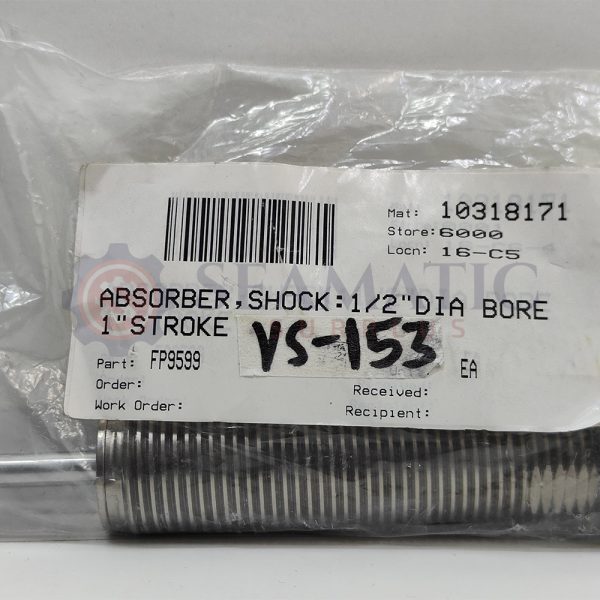 Mat: 10318171
Store:6000
Locn: 16-C5
SEAMATIC
ABSORBER,SHOCK:1/2"DIA BORE
1"STROKE
VS-153
Part: FP9599
EA
Order:
Received:
Work Order:
Recipient: